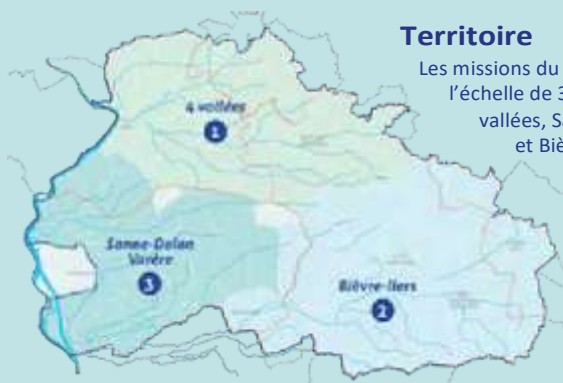 Territoire
Les missions du
l'échelle de 3
vallées, Sa
et Biè
4 vallées
1
Sanne-Dolon
Varèze
3
Bièvre-liers
2